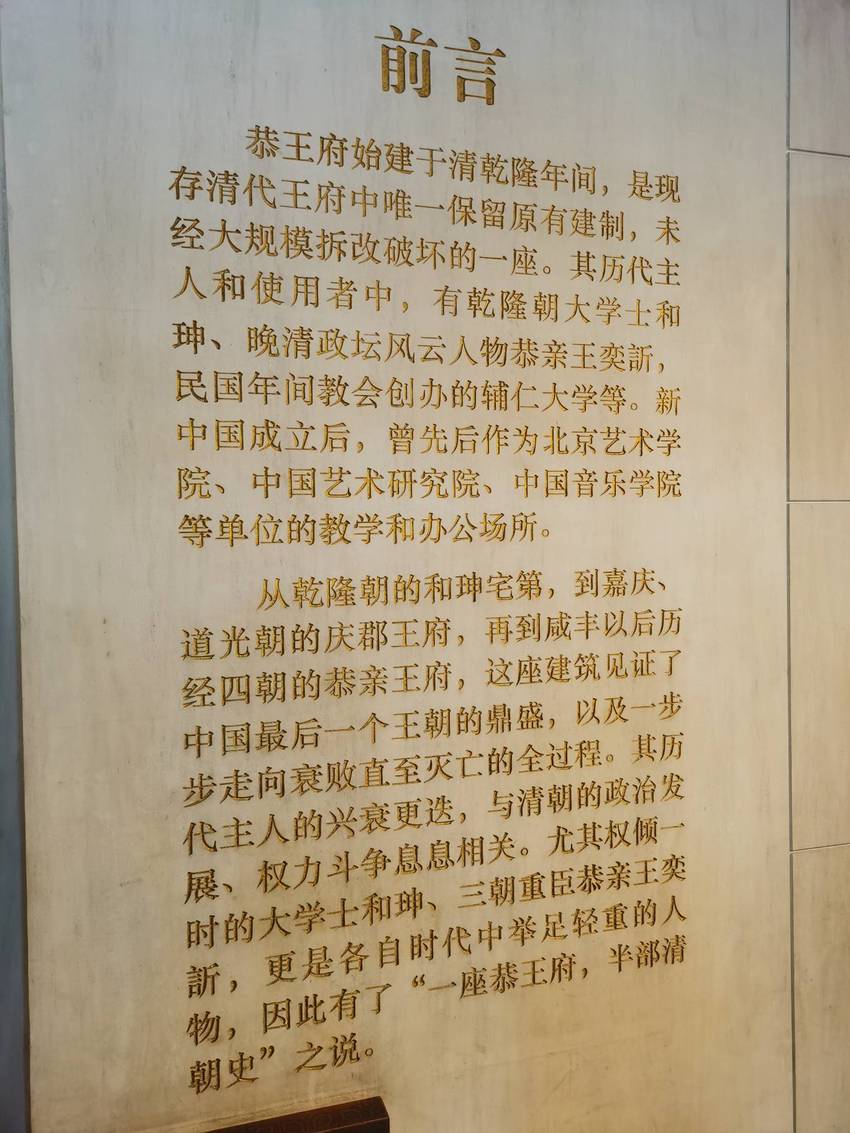 前言
恭王府始建于清乾隆年间，是现
存清代王府中唯一保留原有建制，未
经大规模拆改破坏的一座。其历代主
人和使用者中，有乾隆朝大学士和
珅、晚清政坛风云人物恭亲王奕訢，
民国年间教会创办的辅仁大学等。新
中国成立后，曾先后作为北京艺术学
院、中国艺术研究院、中国音乐学院
等单位的教学和办公场所。
从乾隆朝的和珅宅第，到嘉庆、
道光朝的庆郡王府，再到咸丰以后历
经四朝的恭亲王府，这座建筑见证了
中国最后一个王朝的鼎盛，以及一步
步走向衰败直至灭亡的全过程。其历
代主人的兴衰更迭，与清朝的政治发
展、权力斗争息息相关。尤其权倾一
时的大学士和珅、三朝重臣恭亲王奕
訢，更是各自时代中举足轻重的人
物，因此有了“一座恭王府，半部清
朝史”之说。